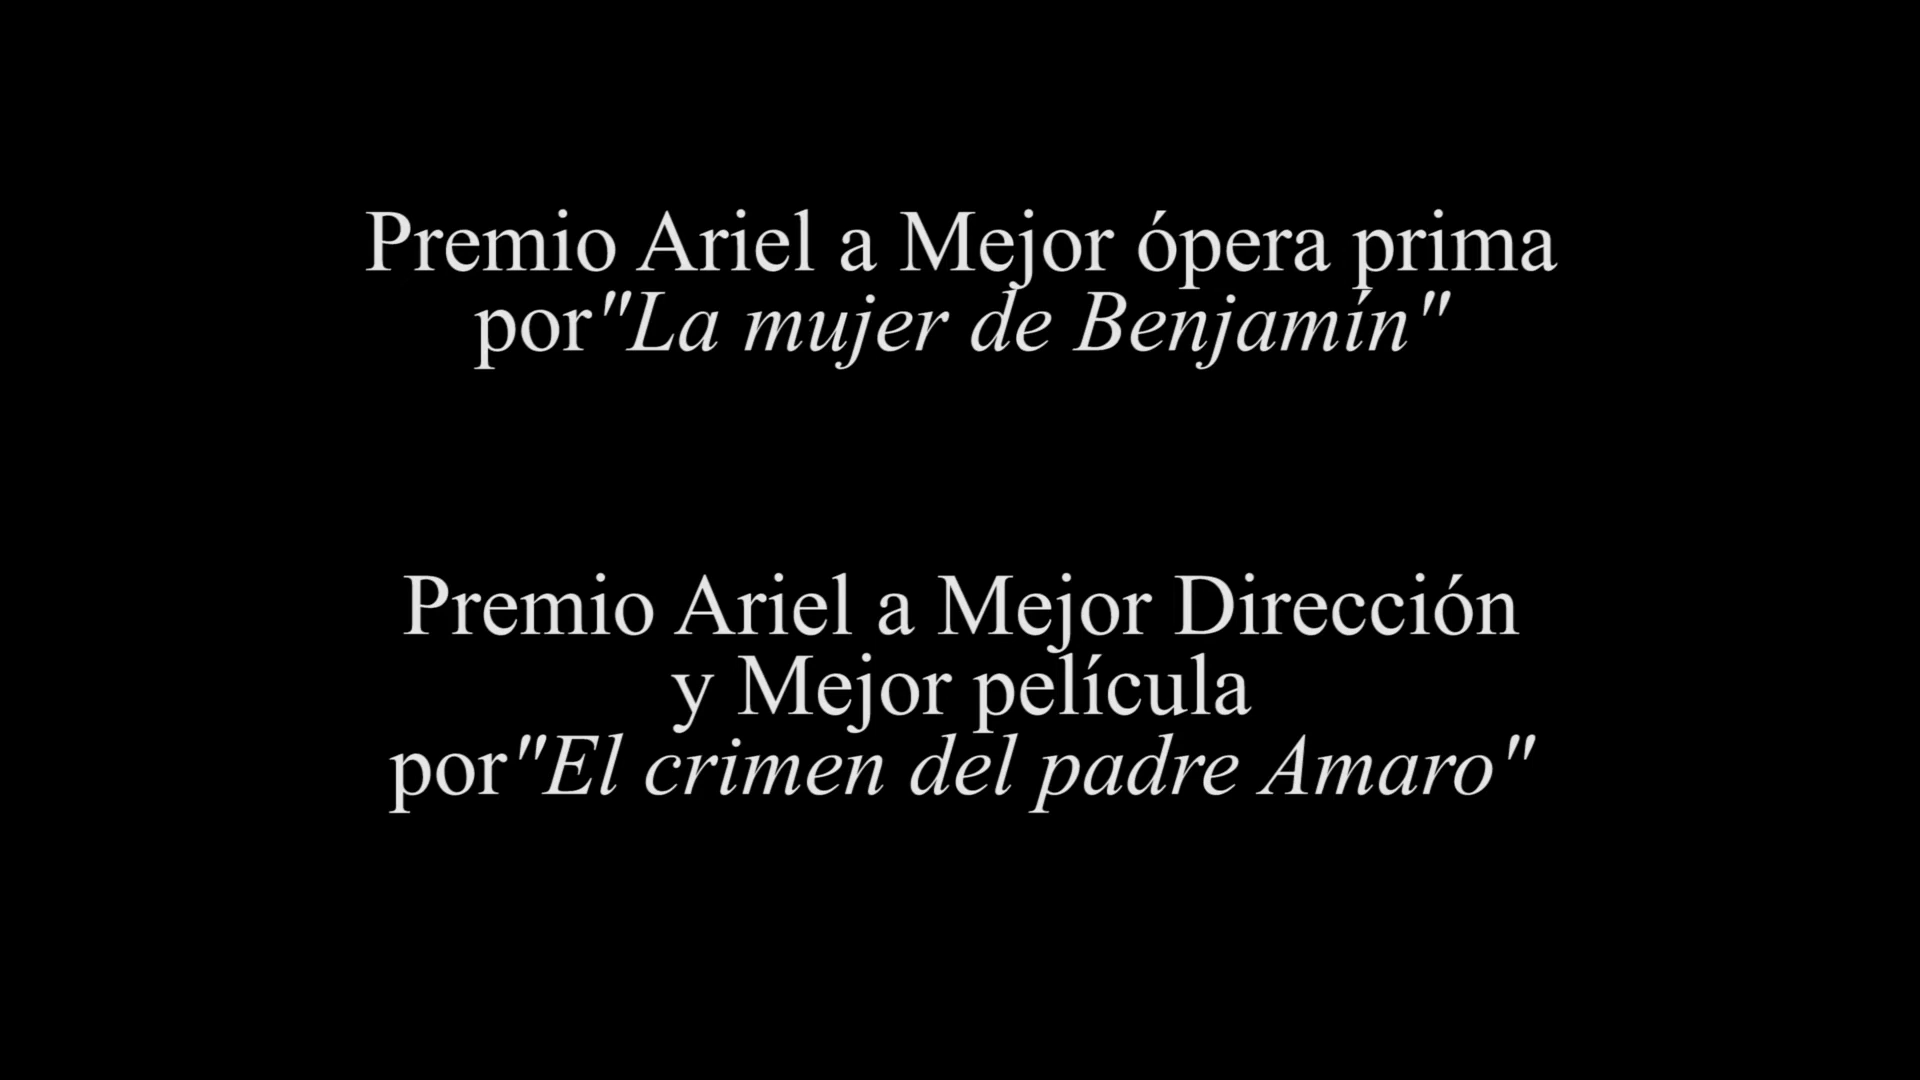 Premio Ariel a Mejor ópera prima
por"La mujer de Benjamín"
Premio Ariel a Mejor Dirección
y Mejor película
por"El crimen del padre Amaro"